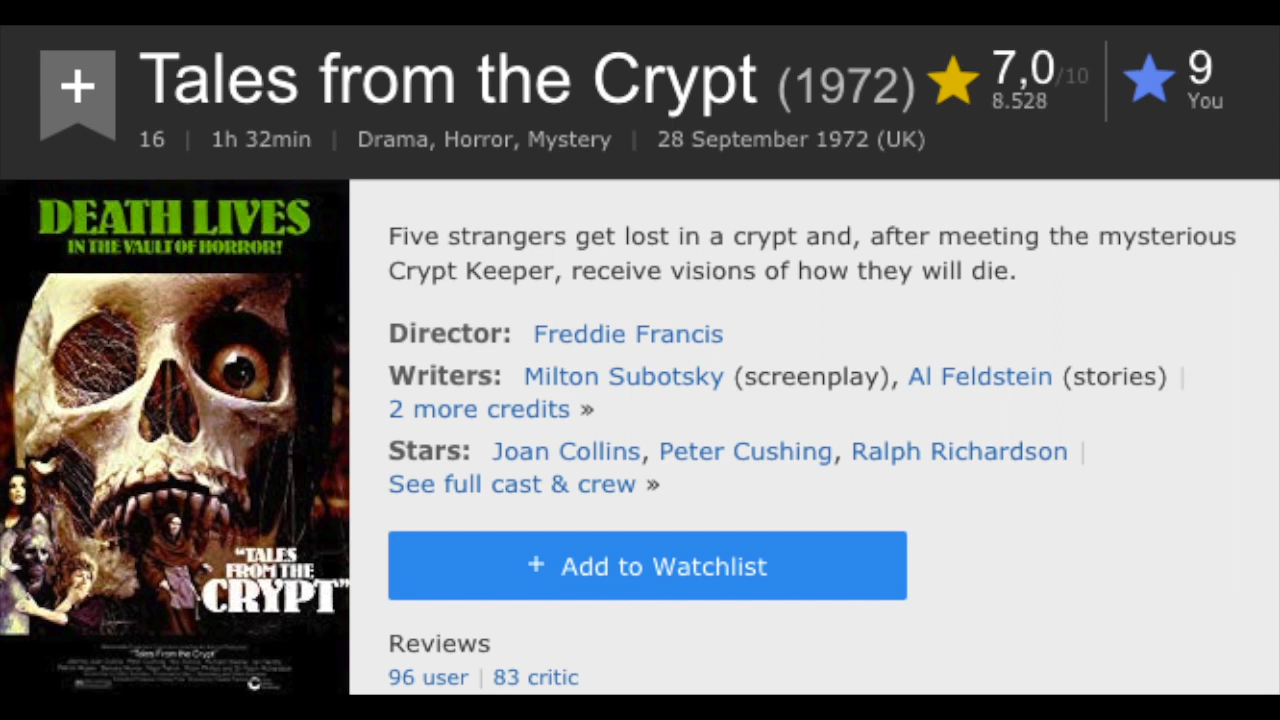 + Tales from the Crypt (1972) 7,0/10 9
8.528 You
16 | 1h 32min | Drama, Horror, Mystery | 28 September 1972 (UK)
DEATH LIVES
IN THE VAULT OF HORROR!
"TALES
FROM THE
CRYPT"
"Tales From the Crypt"
Five strangers get lost in a crypt and, after meeting the mysterious
Crypt Keeper, receive visions of how they will die.
Director: Freddie Francis
Writers: Milton Subotsky (screenplay), Al Feldstein (stories) |
2 more credits »
Stars: Joan Collins, Peter Cushing, Ralph Richardson |
See full cast & crew »
+ Add to Watchlist
Reviews
96 user | 83 critic